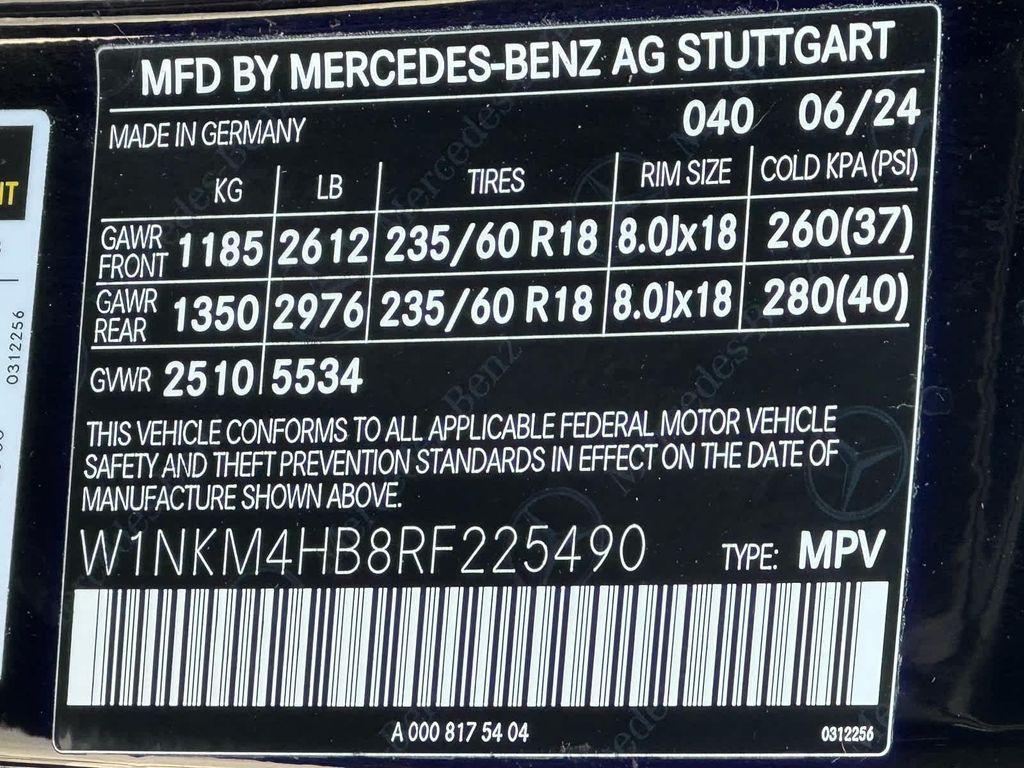 MFD BY MERCEDES-BENZ AG STUTTGART
MADE IN GERMANY 040 06/24
KG LB TIRES RIM SIZE COLD KPA (PSI)
GAWR FRONT 1185 2612 235/60 R18 8.0Jx18 260(37)
GAWR REAR 1350 2976 235/60 R18 8.0Jx18 280(40)
GVWR 2510 5534
THIS VEHICLE CONFORMS TO ALL APPLICABLE FEDERAL MOTOR VEHICLE
SAFETY AND THEFT PREVENTION STANDARDS IN EFFECT ON THE DATE OF
MANUFACTURE SHOWN ABOVE.
W1NKM4HB8RF225490 TYPE: MPV
A 000 817 54 04 0312256
0312256